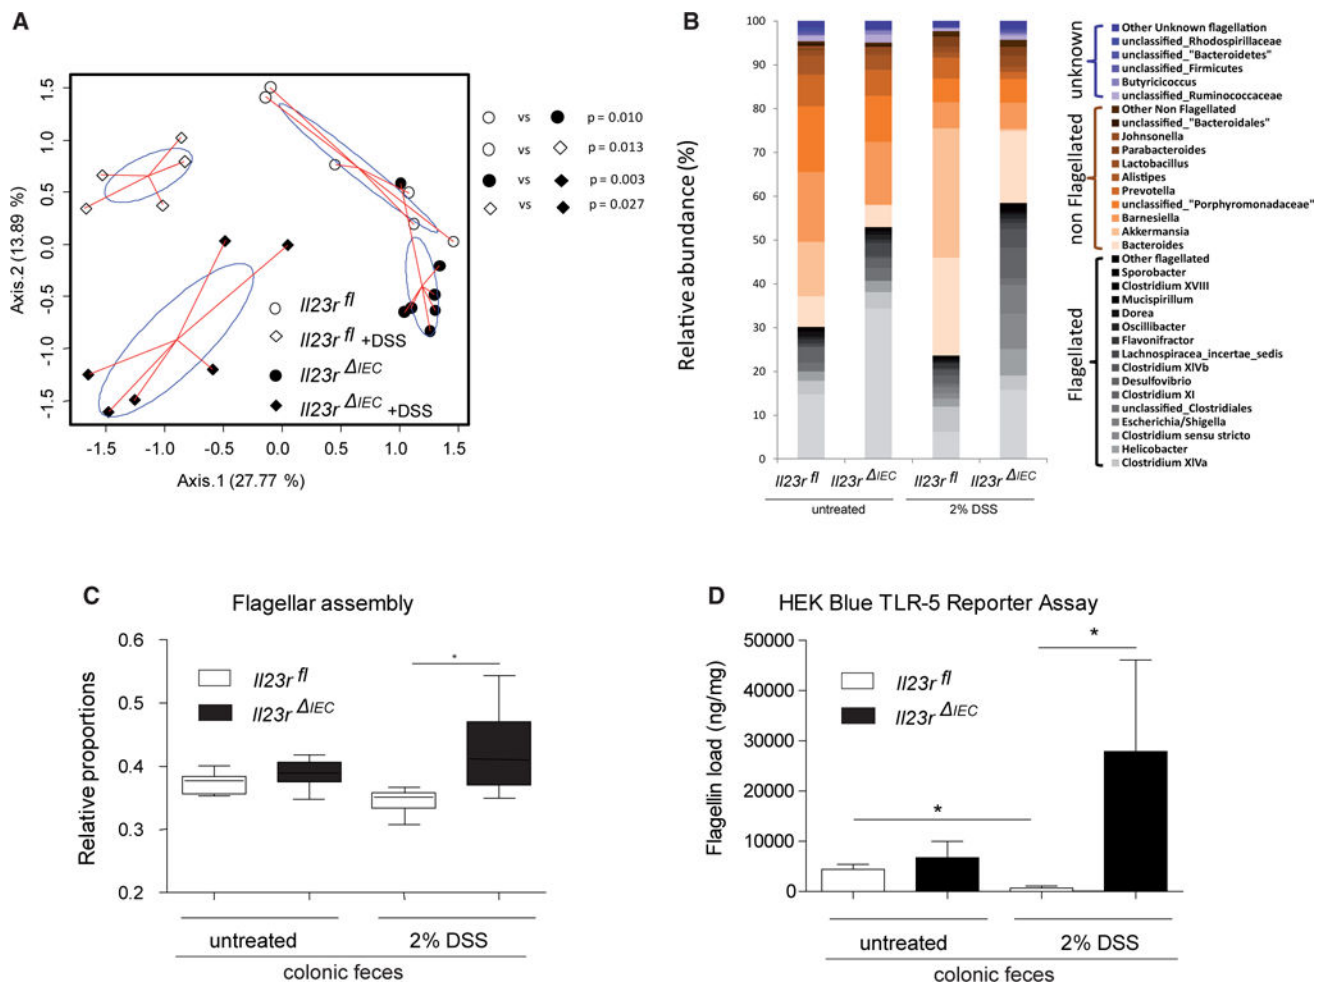 A
1.5
1.0
0.5
0.0
-0.5
-1.0
-1.5
Axis.2 (13.89 %)
-1.5 -1.0 -0.5 0.0 0.5 1.0 1.5
Axis.1 (27.77 %)
Il23r fl
Il23r fl +DSS
Il23r ΔIEC
Il23r ΔIEC +DSS
vs p = 0.010
vs p = 0.013
vs p = 0.003
vs p = 0.027
B
100
90
80
70
60
50
40
30
20
10
0
Relative abundance (%)
Il23r fl Il23r ΔIEC Il23r fl Il23r ΔIEC
untreated 2% DSS
unknown
Other Unknown flagellation
unclassified_Rhodospirillaceae
unclassified_"Bacteroidetes"
unclassified_Firmicutes
Butyricicoccus
unclassified_Ruminococcaceae
non Flagellated
Other Non Flagellated
unclassified_"Bacteroidales"
Johnsonella
Parabacteroides
Lactobacillus
Alistipes
Prevotella
unclassified_"Porphyromonadaceae"
Barnesiella
Akkermansia
Bacteroides
Flagellated
Other flagellated
Sporobacter
Clostridium XVIII
Mucispirillum
Dorea
Oscillibacter
Flavonifractor
Lachnospiracea_incertae_sedis
Clostridium XlVb
Desulfovibrio
Clostridium XI
unclassified_Clostridiales
Escherichia/Shigella
Clostridium sensu stricto
Helicobacter
Clostridium XlVa
C
Flagellar assembly
0.6
0.5
0.4
0.3
0.2
Relative proportions
Il23r fl
Il23r ΔIEC
*
untreated 2% DSS
colonic feces
D
HEK Blue TLR-5 Reporter Assay
50000
40000
30000
20000
10000
0
Flagellin load (ng/mg)
Il23r fl
Il23r ΔIEC
*
*
untreated 2% DSS
colonic feces